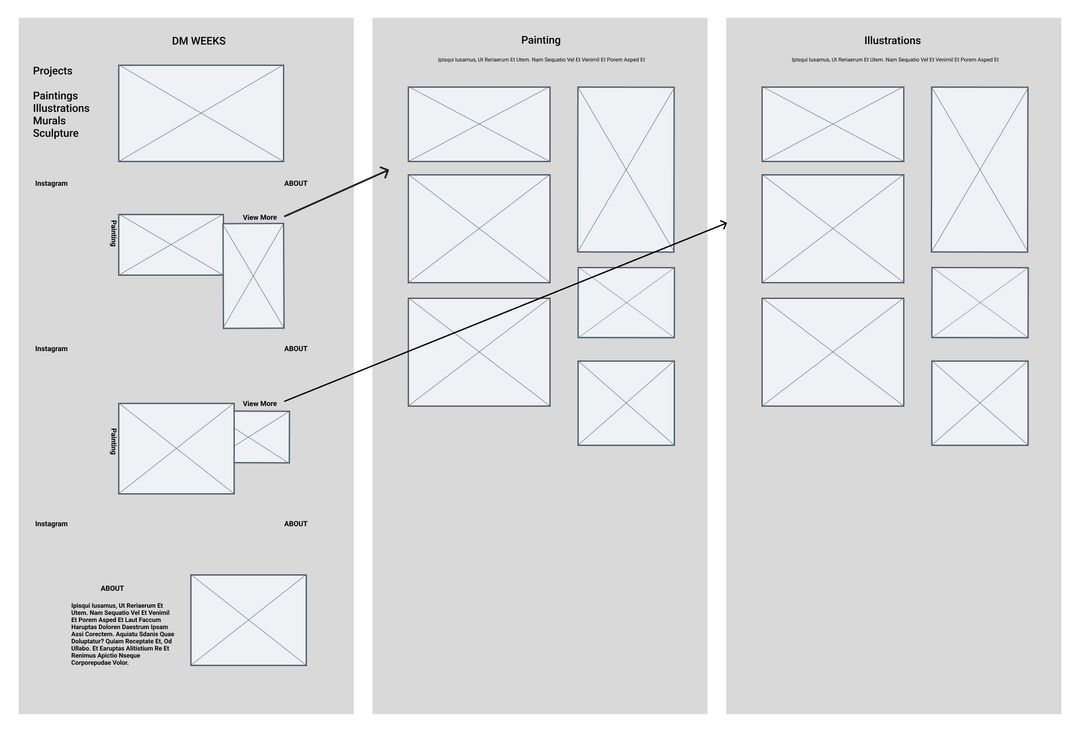 DM WEEKS
Projects
Paintings
Illustrations
Murals
Sculpture
Instagram
ABOUT
View More
Painting
Instagram
ABOUT
View More
Painting
Instagram
ABOUT
ABOUT
Ipisqui Iusamus, Ut Reriaerum Et
Utem. Nam Sequatio Vel Et Venimil
Et Porem Asped Et Laut Faccum
Haruptas Doloren Daestrum Ipsam
Assi Corectem. Aquiatu Sdanis Quae
Doluptatur? Quiam Receptate Et, Od
Ullabo. Et Earuptas Alitistium Re Et
Renimus Apictio Nseque
Corporepudae Volor.
Painting
Ipisqui Iusamus, Ut Reriaerum Et Utem. Nam Sequatio Vel Et Venimil Et Porem Asped Et
Illustrations
Ipisqui Iusamus, Ut Reriaerum Et Utem. Nam Sequatio Vel Et Venimil Et Porem Asped Et